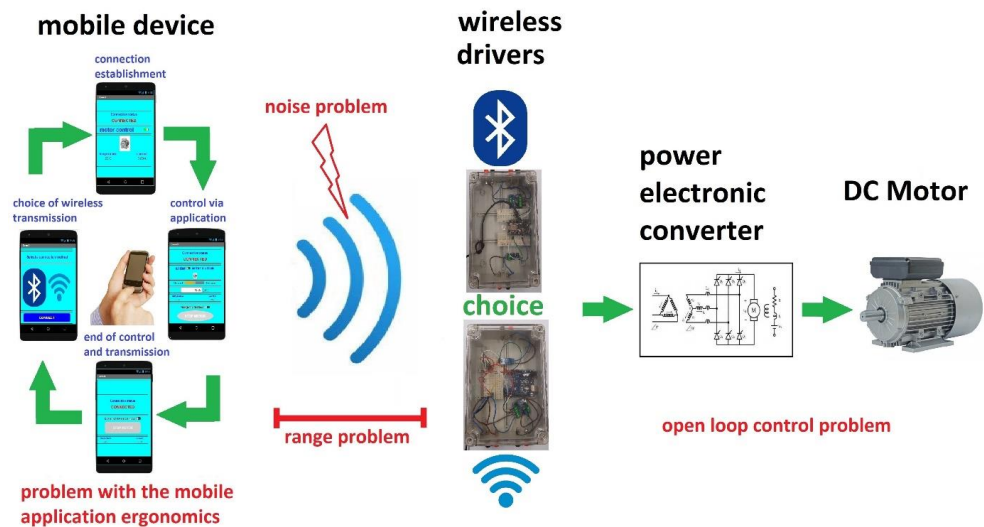 mobile device
connection
establishment
CONNECTED
motor control
choice of wireless
transmission
control via
application
CONNECTED
end of control
and transmission
problem with the mobile
application ergonomics
noise problem
range problem
wireless
drivers
choice
power
electronic
converter
M
DC Motor
open loop control problem